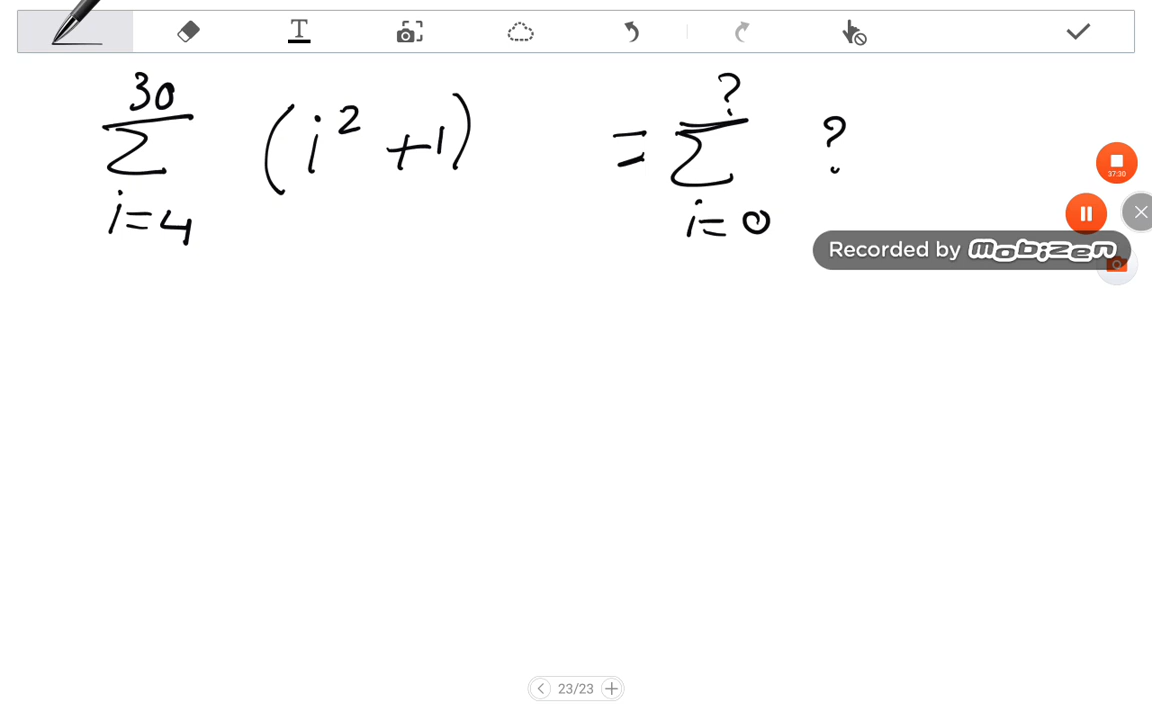 T
30 ? 
∑ (i² + 1) = ∑ ?
i=4 i=0
37:30
Recorded by mobizen
23/23